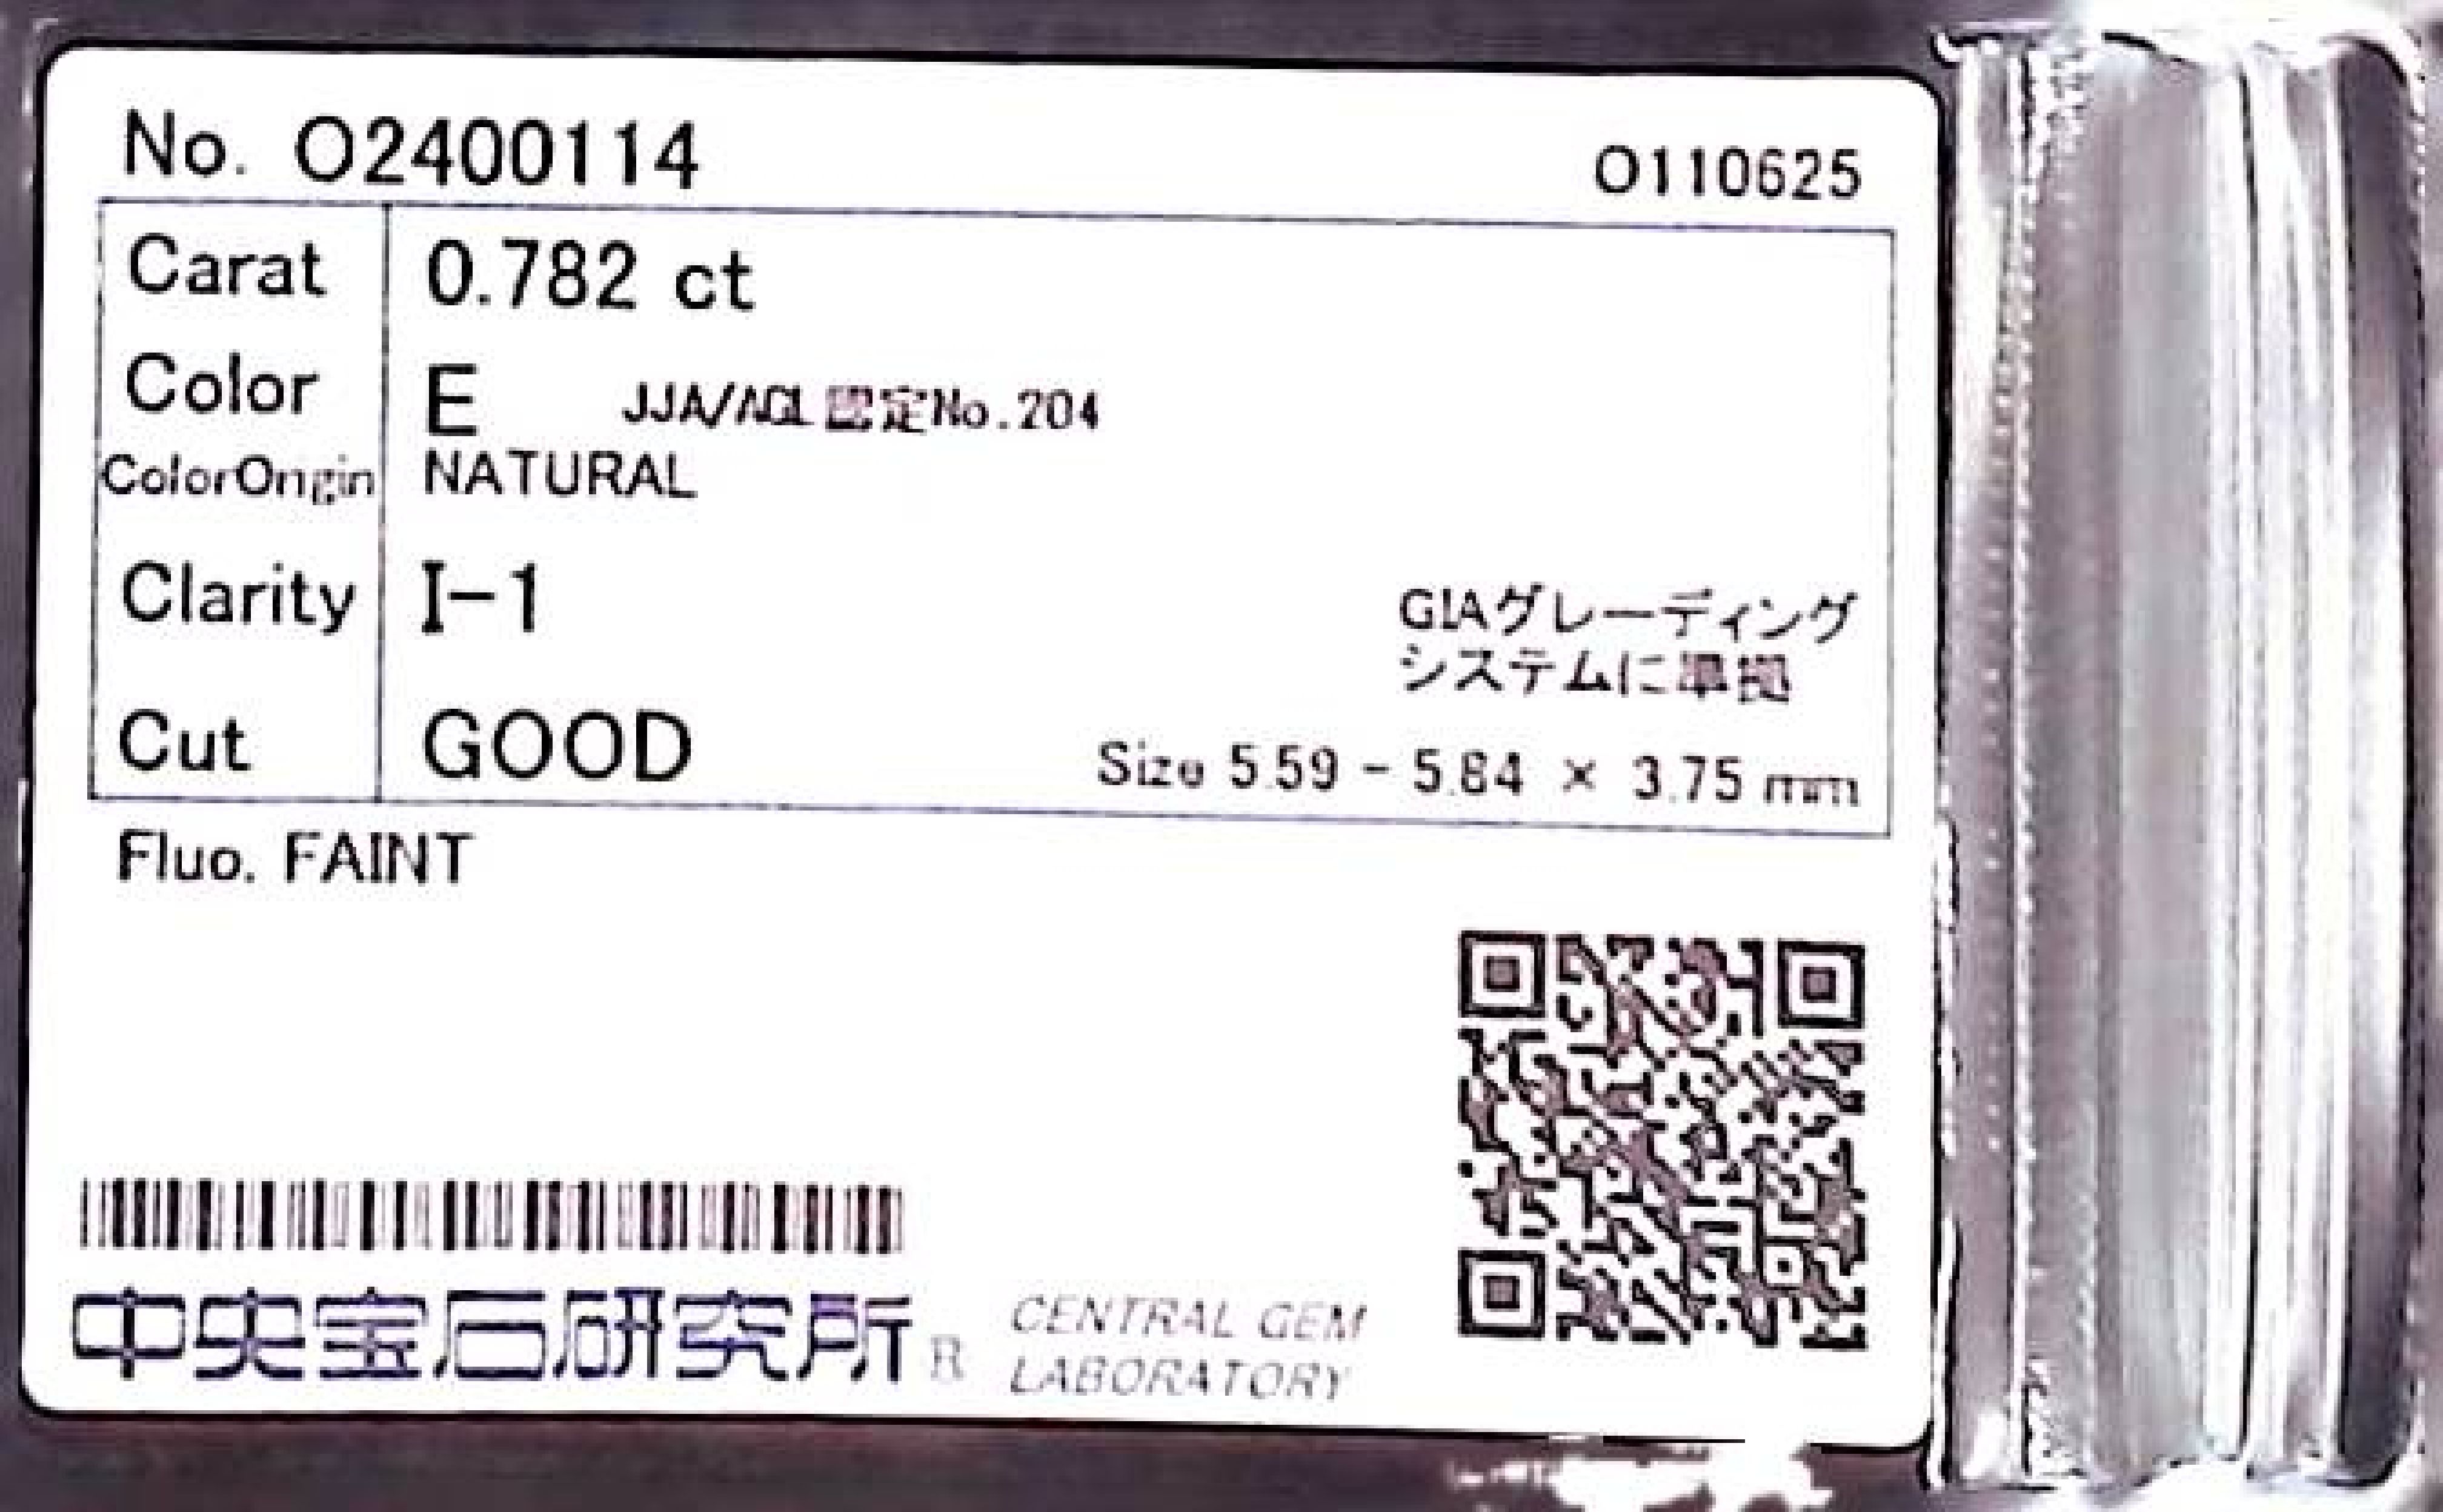 No. O2400114
O110625
Carat 0.782 ct
Color E JJA/AGL 認定No.204
ColorOrigin NATURAL
Clarity I-1
GIAグレーディング
システムに準拠
Cut GOOD
Size 5.59 - 5.84 × 3.75 mm
Fluo. FAINT
中央宝石研究所 R
CENTRAL GEM
LABORATORY